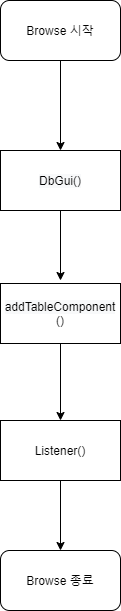 Browse 시작
DbGui()
addTableComponent
()
Listener()
Browse 종료